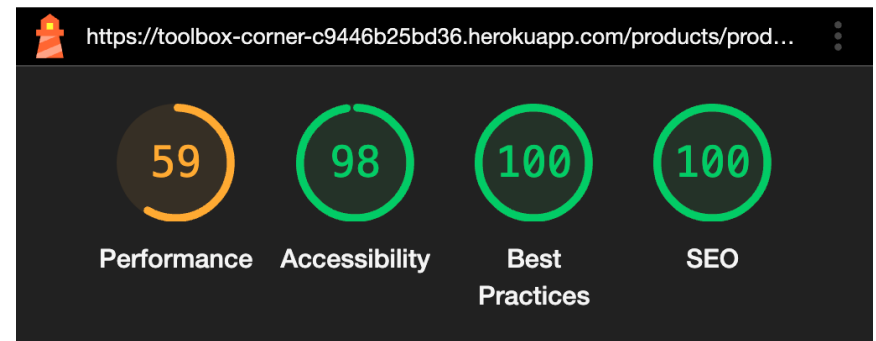 https://toolbox-corner-c9446b25bd36.herokuapp.com/products/prod...
59
98
100
100
Performance
Accessibility
Best
Practices
SEO